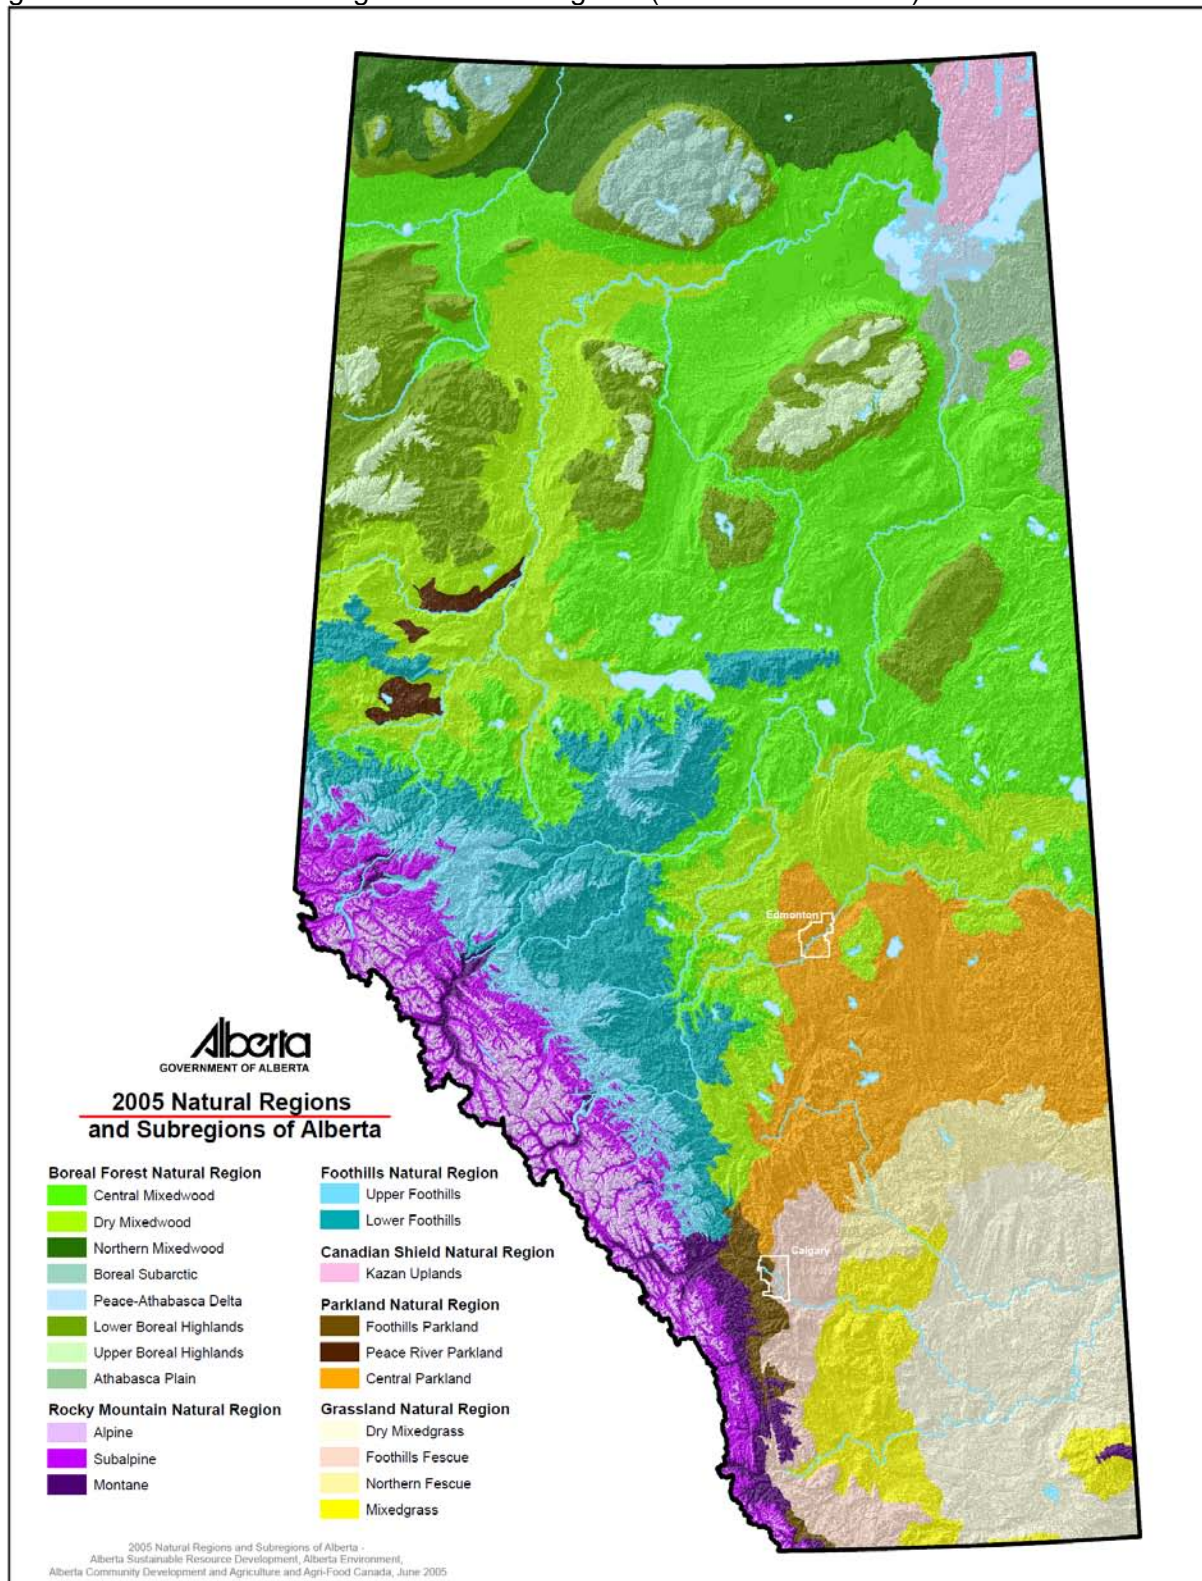 Edmonton
Calgary
Alberta
GOVERNMENT OF ALBERTA
2005 Natural Regions
and Subregions of Alberta
Boreal Forest Natural Region
Central Mixedwood
Dry Mixedwood
Northern Mixedwood
Boreal Subarctic
Peace-Athabasca Delta
Lower Boreal Highlands
Upper Boreal Highlands
Athabasca Plain
Rocky Mountain Natural Region
Alpine
Subalpine
Montane
Foothills Natural Region
Upper Foothills
Lower Foothills
Canadian Shield Natural Region
Kazan Uplands
Parkland Natural Region
Foothills Parkland
Peace River Parkland
Central Parkland
Grassland Natural Region
Dry Mixedgrass
Foothills Fescue
Northern Fescue
Mixedgrass
2005 Natural Regions and Subregions of Alberta -
Alberta Sustainable Resource Development, Alberta Environment,
Alberta Community Development and Agriculture and Agri-Food Canada, June 2005